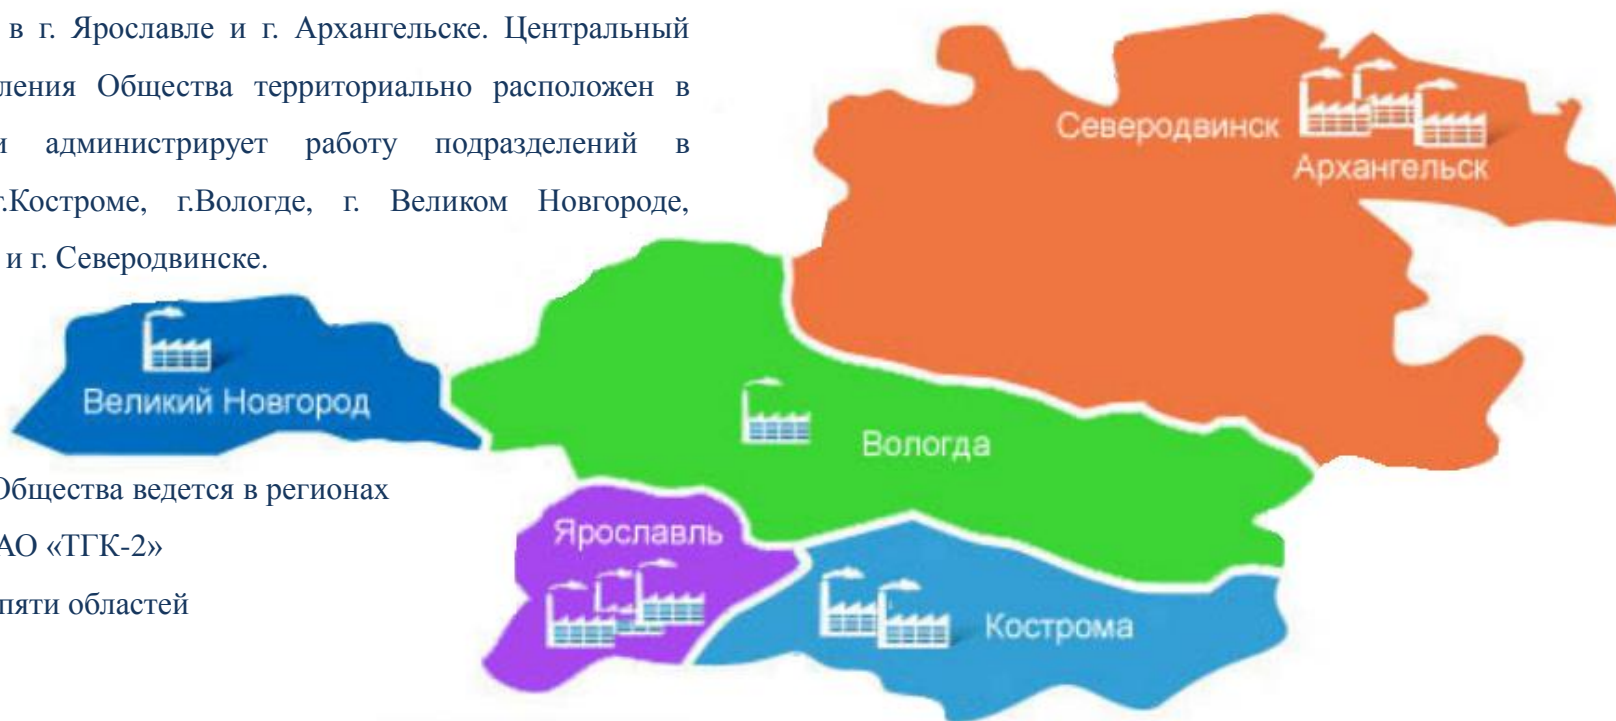 в г. Ярославле и г. Архангельске. Центральный
ления Общества территориально расположен в
и администрирует работу подразделений в
г.Костроме, г.Вологде, г. Великом Новгороде,
и г. Северодвинске.
Северодвинск
Архангельск
Великий Новгород
Вологда
Общества ведется в регионах
АО «ТГК-2»
пяти областей
Ярославль
Кострома